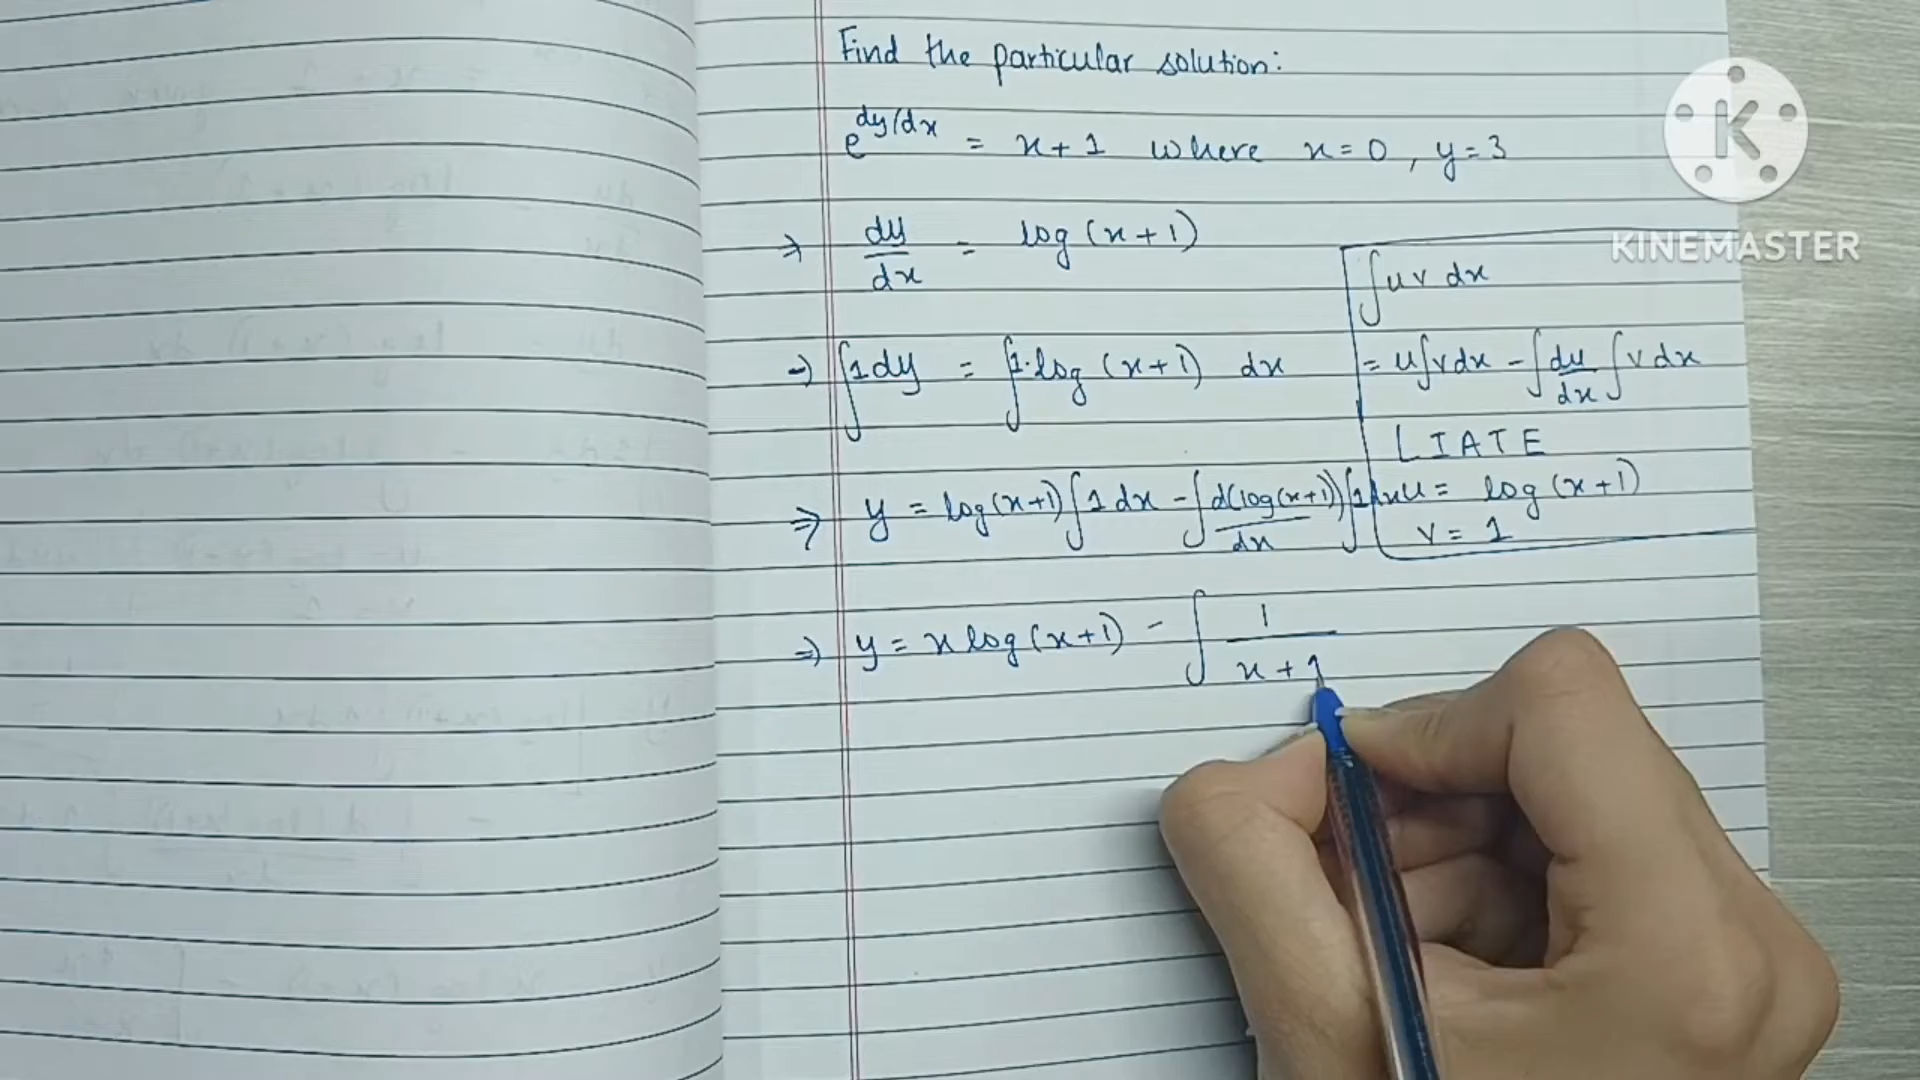 Find the particular solution:
e^dy/dx = x + 1 where x = 0 , y = 3
⇒ dy/dx = log (x + 1)
→ ∫1 dy = ∫1·log (x+1) dx
⇒ y = log(x+1)∫1 dx - ∫d(log(x+1))/dx ∫1 dx
⇒ y = x log(x+1) - ∫ 1/x+1
∫uv dx
= u∫v dx - ∫du/dx ∫v dx
LIATE
u = log (x+1)
v = 1
K
KINEMASTER